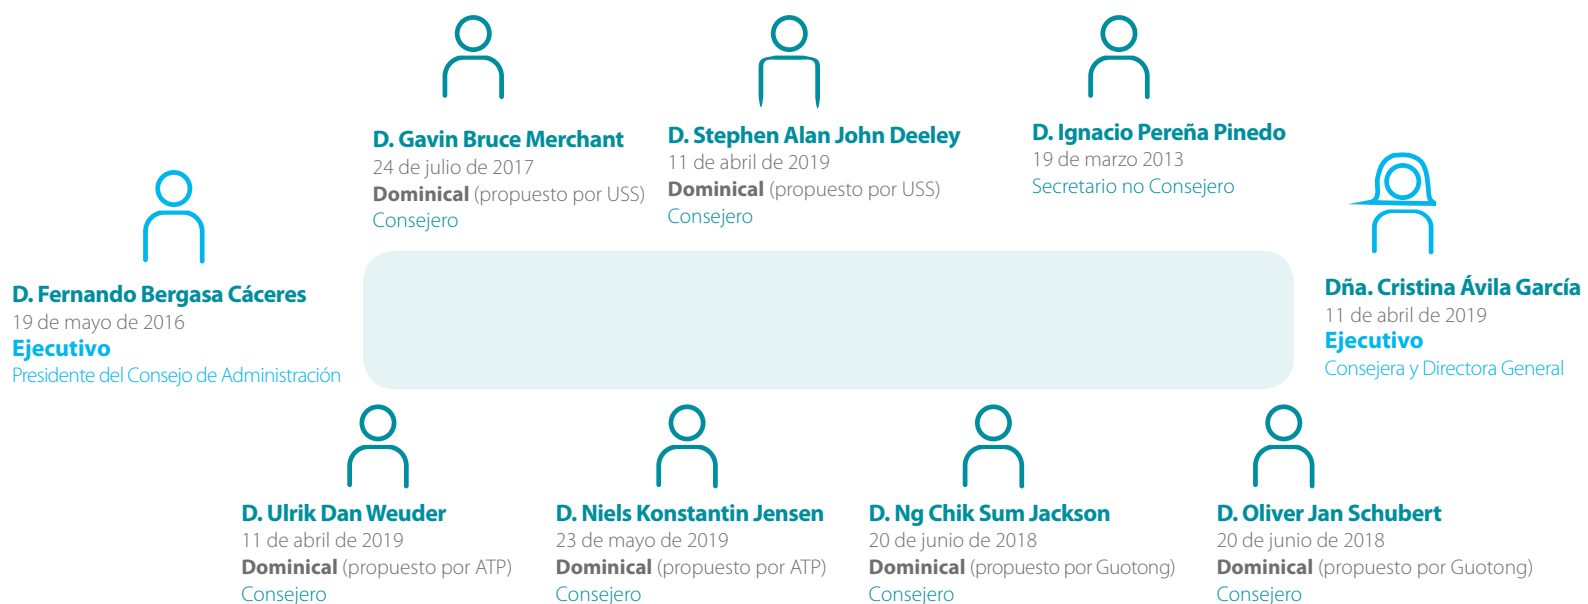 D. Gavin Bruce Merchant
24 de julio de 2017
Dominical (propuesto por USS)
Consejero
D. Stephen Alan John Deeley
11 de abril de 2019
Dominical (propuesto por USS)
Consejero
D. Ignacio Pereña Pinedo
19 de marzo 2013
Secretario no Consejero
D. Fernando Bergasa Cáceres
19 de mayo de 2016
Ejecutivo
Presidente del Consejo de Administración
Dña. Cristina Ávila García
11 de abril de 2019
Ejecutivo
Consejera y Directora General
D. Ulrik Dan Weuder
11 de abril de 2019
Dominical (propuesto por ATP)
Consejero
D. Niels Konstantin Jensen
23 de mayo de 2019
Dominical (propuesto por ATP)
Consejero
D. Ng Chik Sum Jackson
20 de junio de 2018
Dominical (propuesto por Guotong)
Consejero
D. Oliver Jan Schubert
20 de junio de 2018
Dominical (propuesto por Guotong)
Consejero